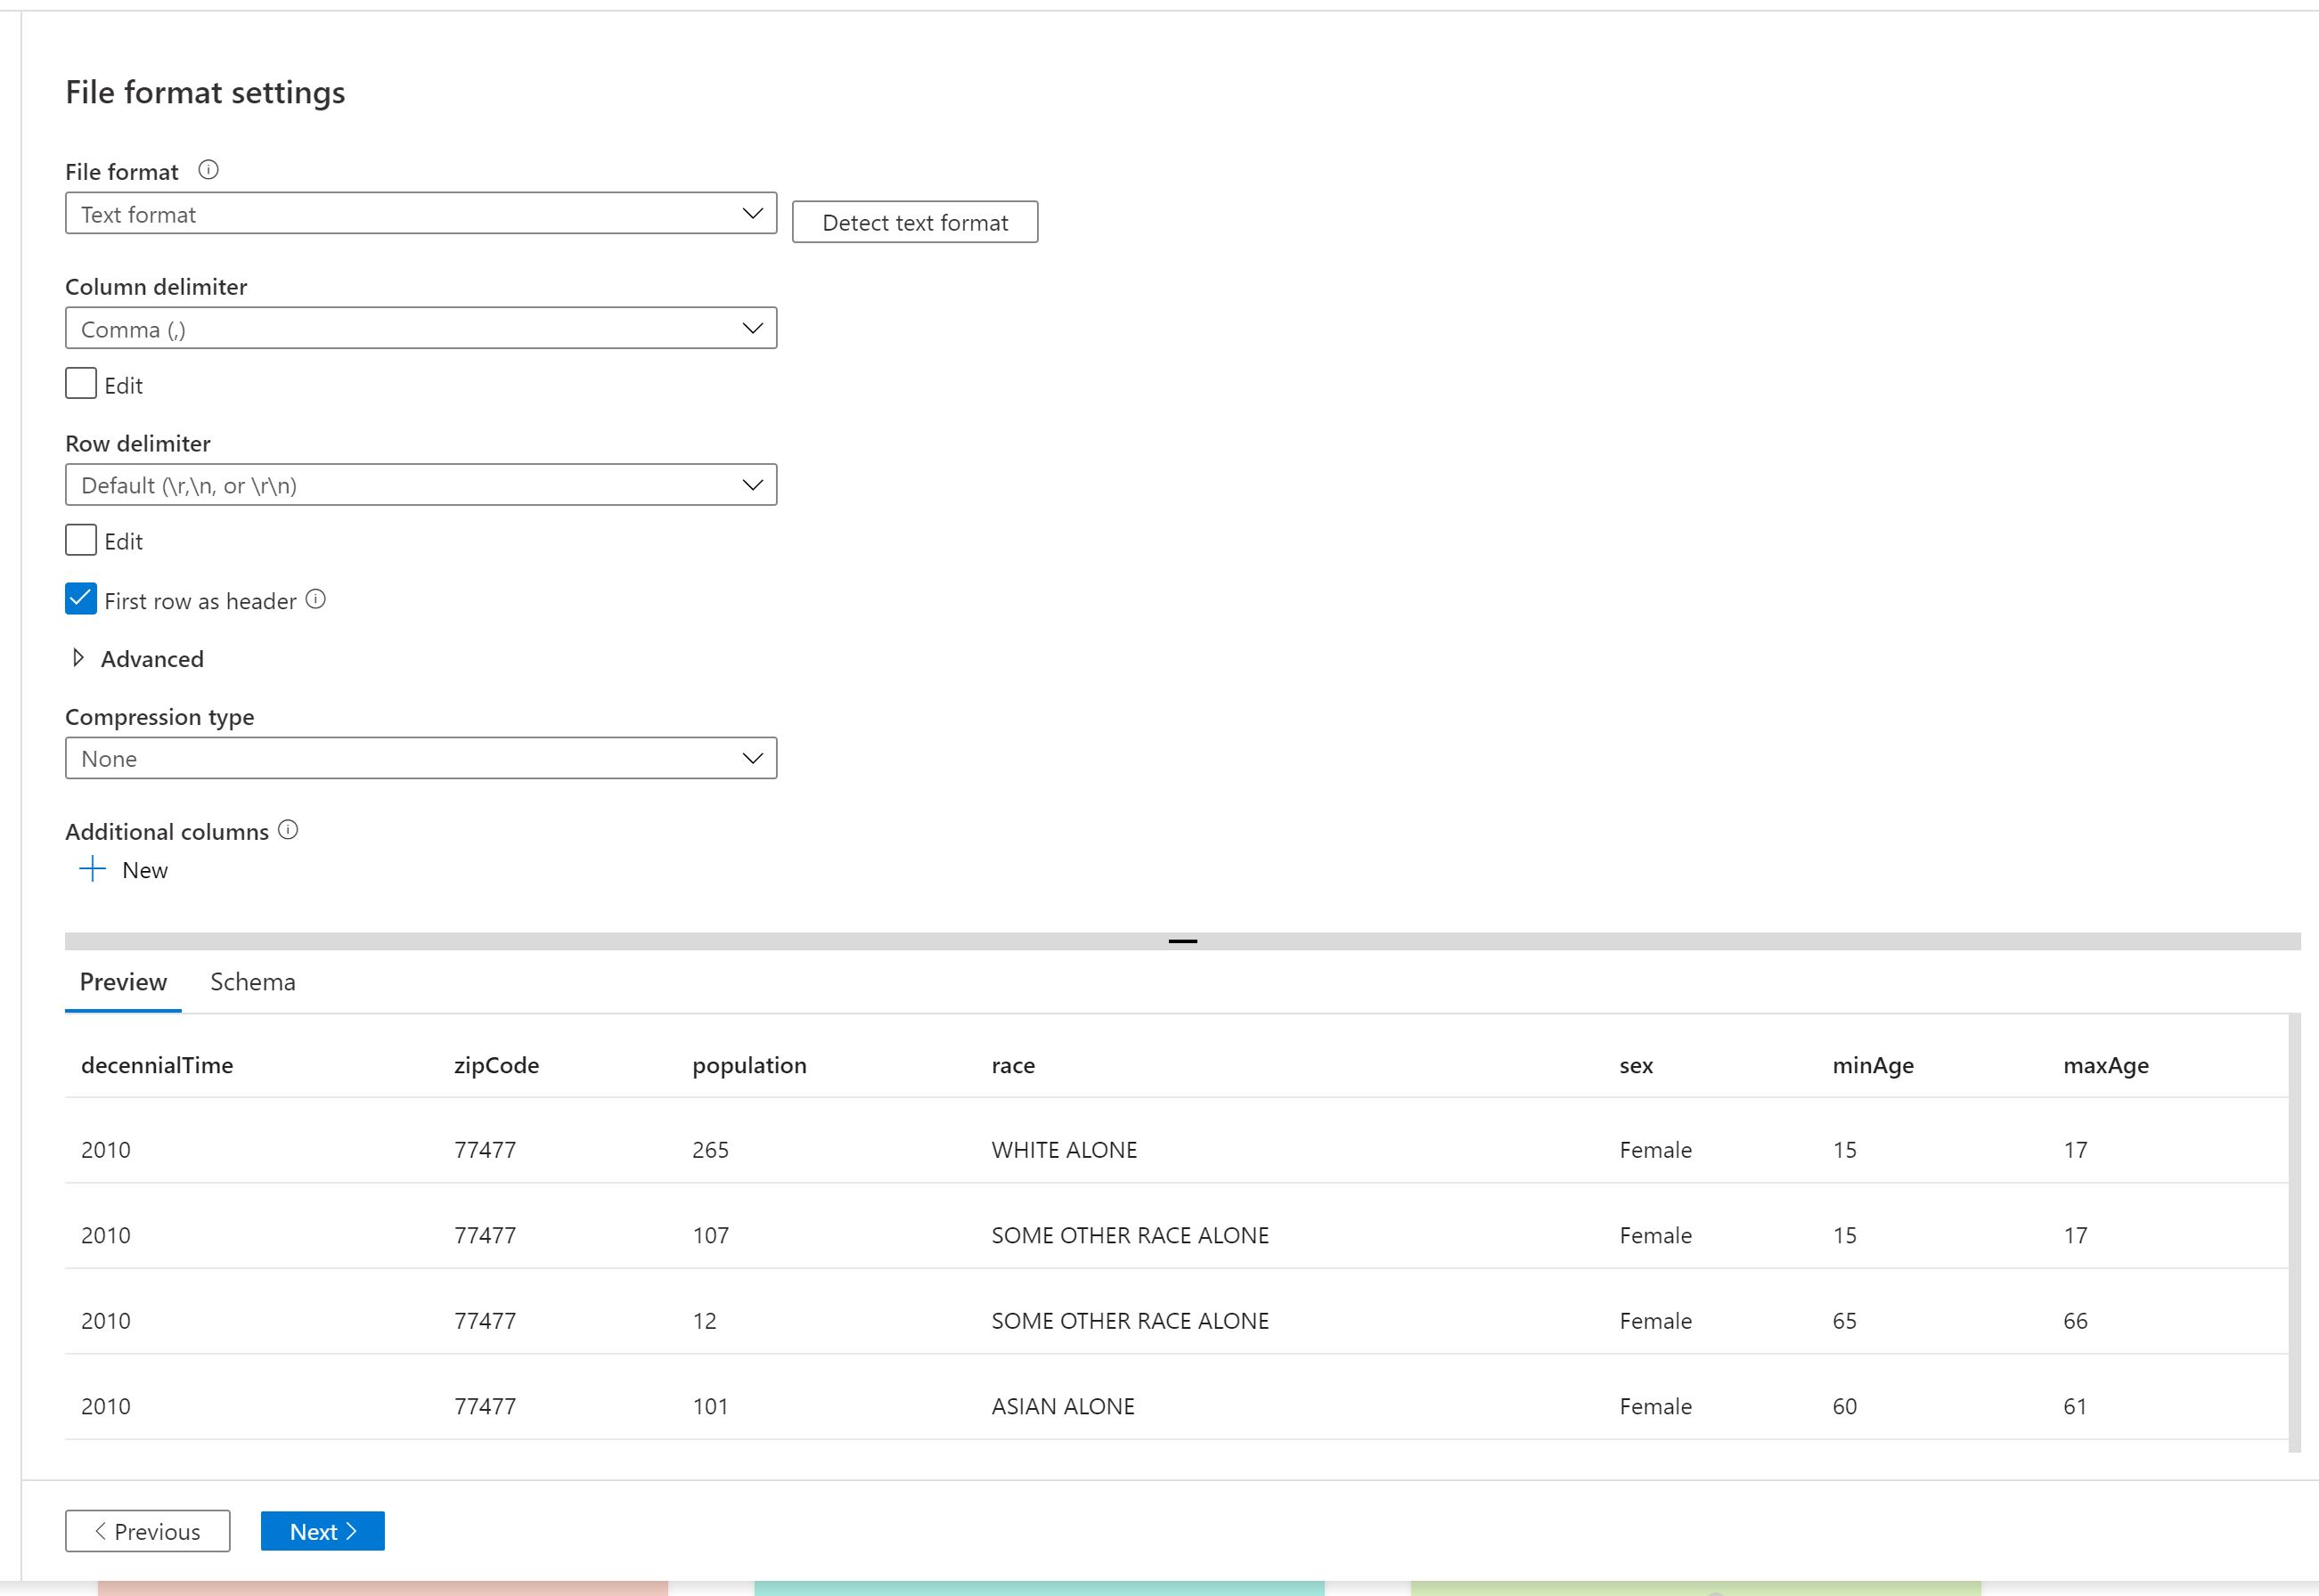 File format settings
File format
Text format
Detect text format
Column delimiter
Comma (,)
Edit
Row delimiter
Default (\r,\n, or \r\n)
Edit
First row as header
Advanced
Compression type
None
Additional columns
New
Preview Schema
decennialTime zipCode population race sex minAge maxAge
2010 77477 265 WHITE ALONE Female 15 17
2010 77477 107 SOME OTHER RACE ALONE Female 15 17
2010 77477 12 SOME OTHER RACE ALONE Female 65 66
2010 77477 101 ASIAN ALONE Female 60 61
Previous Next